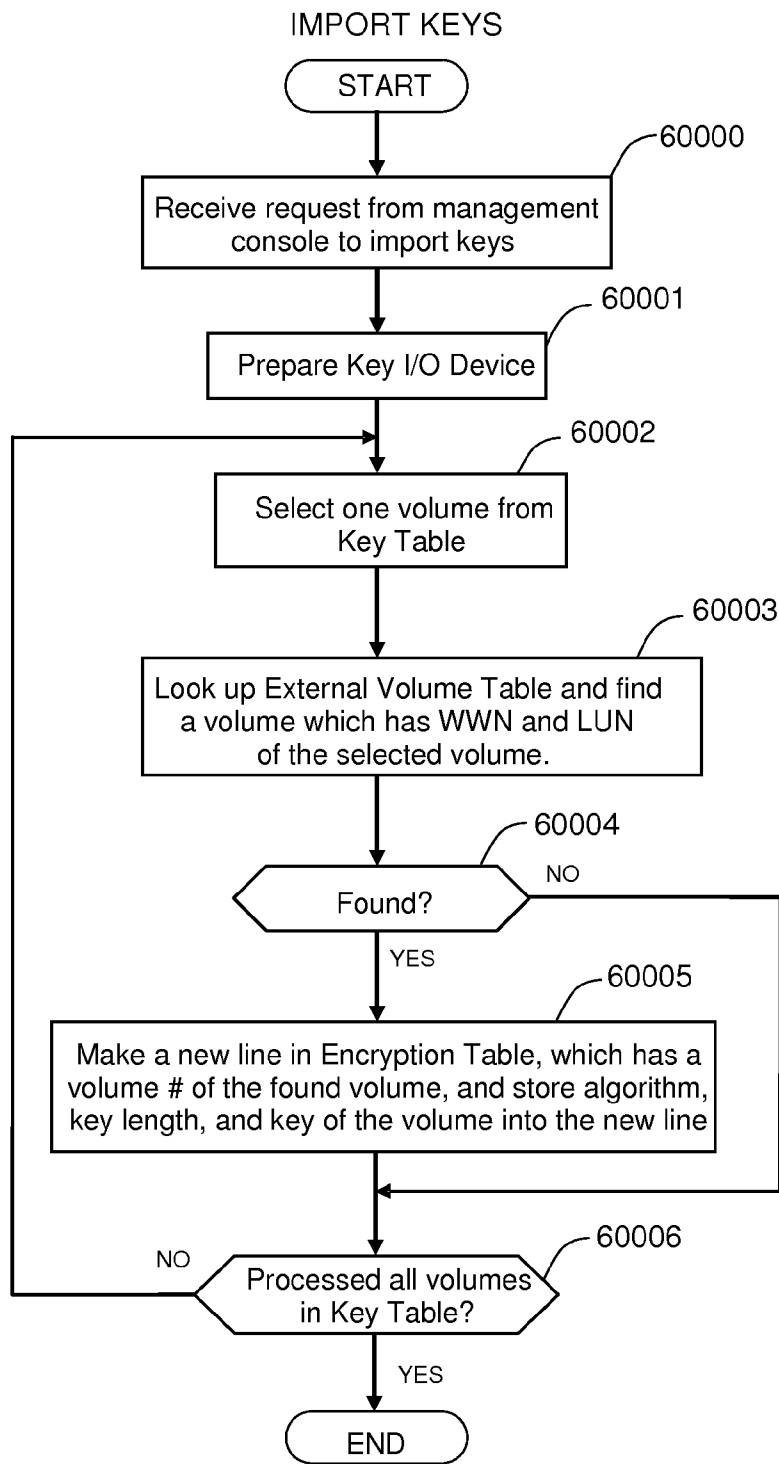 IMPORT KEYS
START
60000
Receive request from management
console to import keys
60001
Prepare Key I/O Device
60002
Select one volume from
Key Table
60003
Look up External Volume Table and find
a volume which has WWN and LUN
of the selected volume.
60004
Found?
NO
YES
60005
Make a new line in Encryption Table, which has a
volume # of the found volume, and store algorithm,
key length, and key of the volume into the new line
60006
NO
Processed all volumes
in Key Table?
YES
END